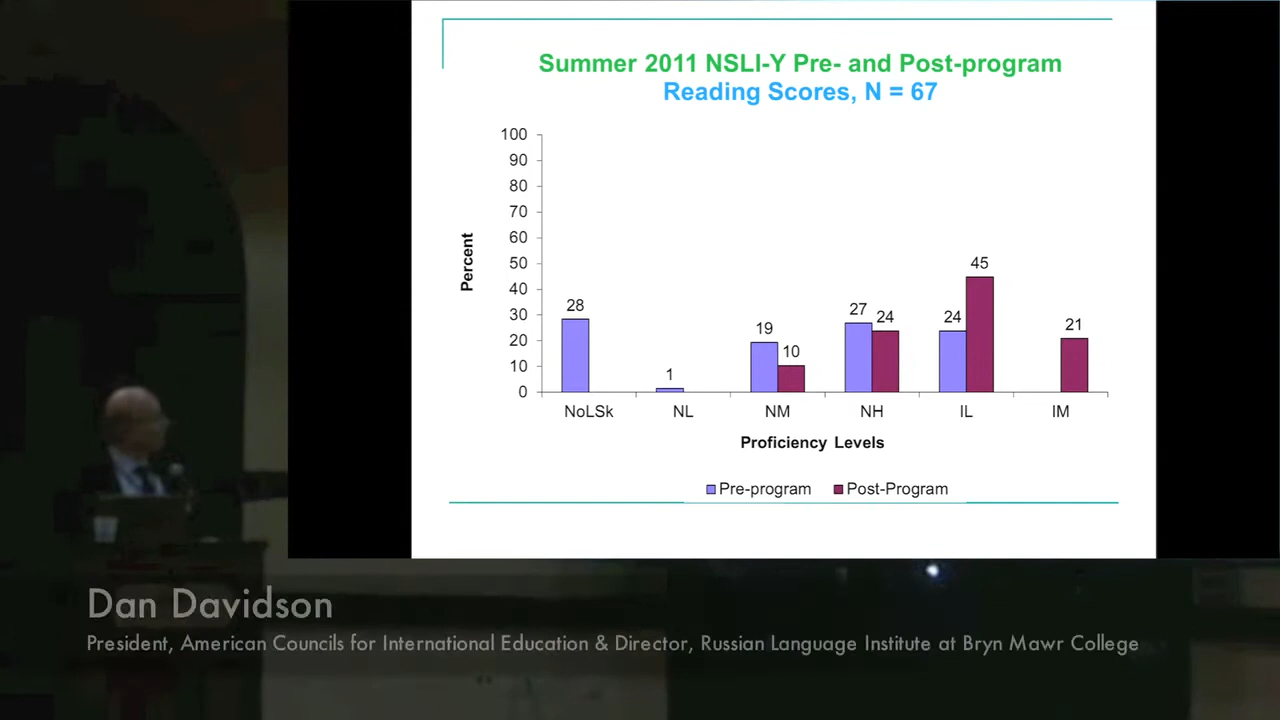 Summer 2011 NSLI-Y Pre- and Post-program
Reading Scores, N = 67
100
90
80
70
60
50
40
30
20
10
0
Percent
28
1
19
10
27
24
24
45
21
NoLSk
NL
NM
NH
IL
IM
Proficiency Levels
Pre-program
Post-Program
Dan Davidson
President, American Councils for International Education & Director, Russian Language Institute at Bryn Mawr College